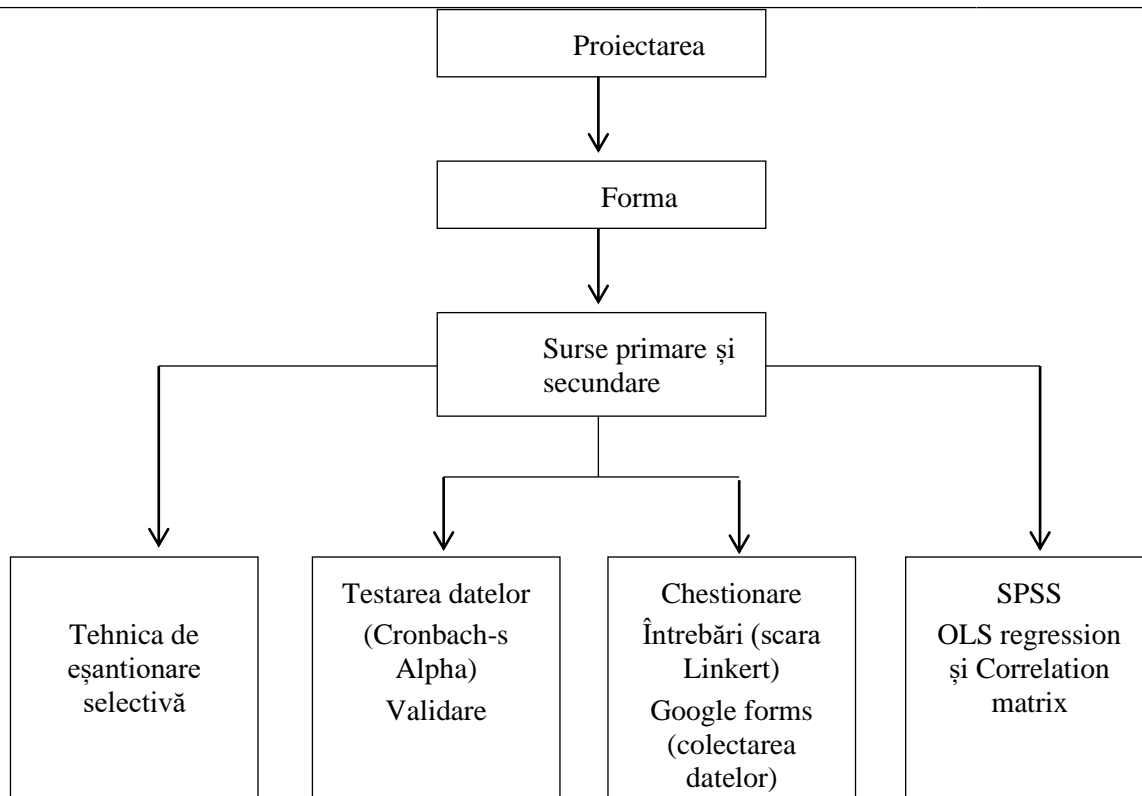 Proiectarea
Forma
Surse primare și
secundare
Tehnica de
eșantionare
selectivă
Testarea datelor
(Cronbach-s
Alpha)
Validare
Chestionare
Întrebări (scara
Linkert)
Google forms
(colectarea
datelor)
SPSS
OLS regression
și Correlation
matrix